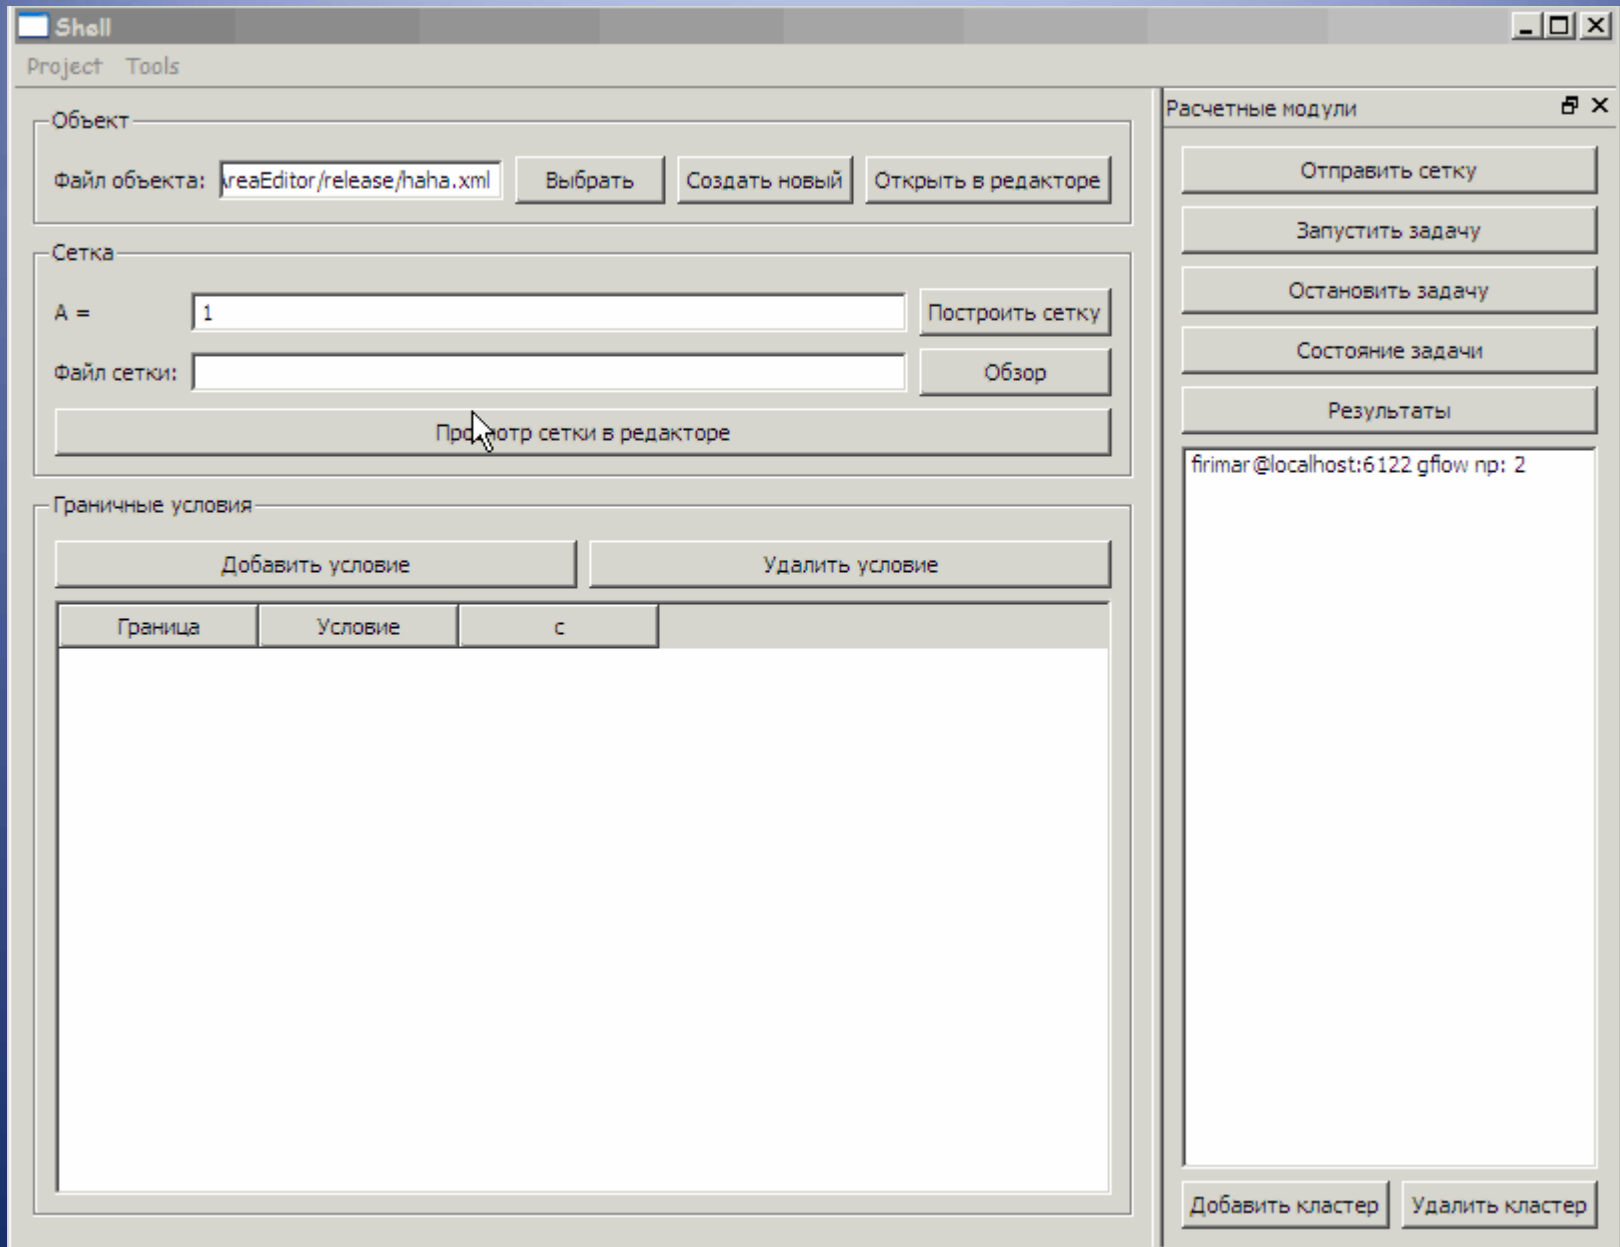 Shell
Project Tools
Объект
Файл объекта: \reaEditor/release/haha.xml Выбрать Создать новый Открыть в редакторе
Сетка
A = 1 Построить сетку
Файл сетки: Обзор
Просмотр сетки в редакторе
Граничные условия
Добавить условие Удалить условие
Граница Условие c
Расчетные модули
Отправить сетку
Запустить задачу
Остановить задачу
Состояние задачи
Результаты
firimar@localhost:6122 gflow np: 2
Добавить кластер Удалить кластер